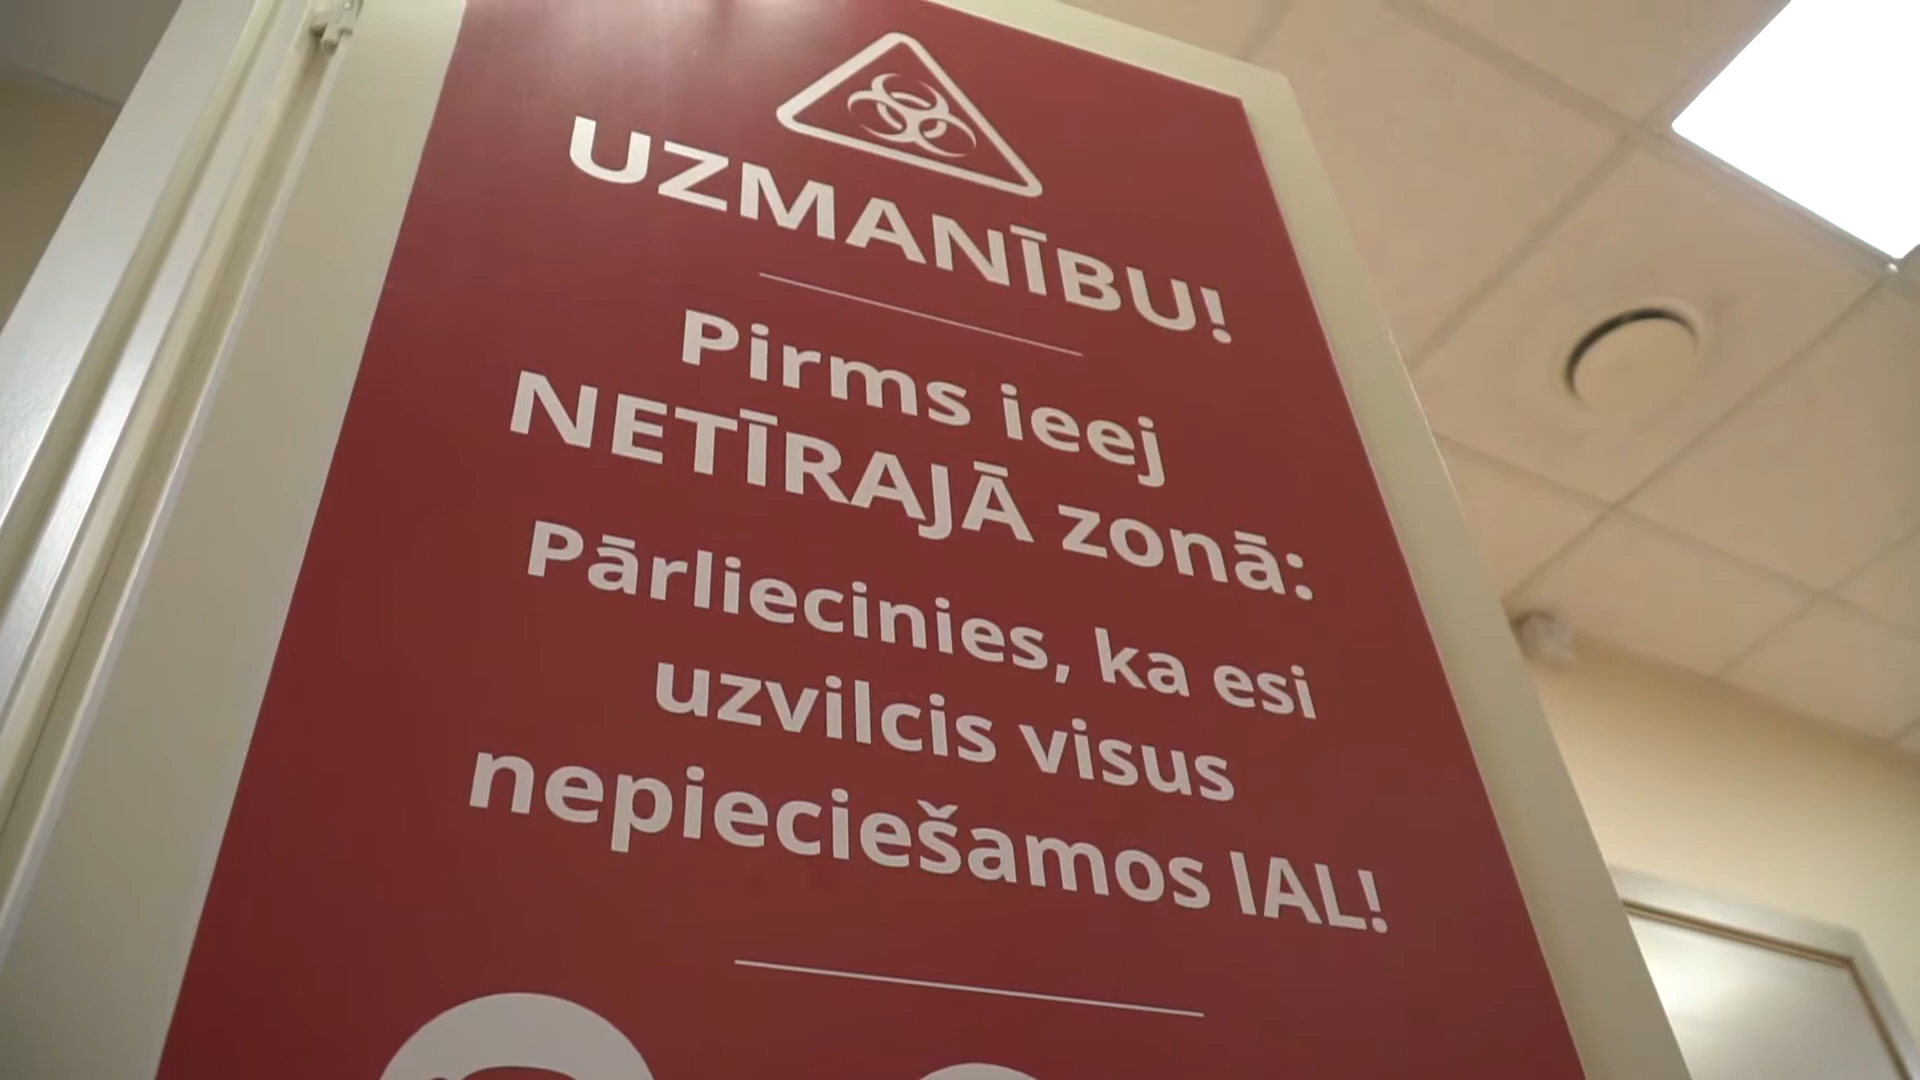 UZMANĪBU!
Pirms ieej
NETĪRAJĀ zonā:
Pārliecinies, ka esi
uzvilcis visus
nepieciešamos IAL!